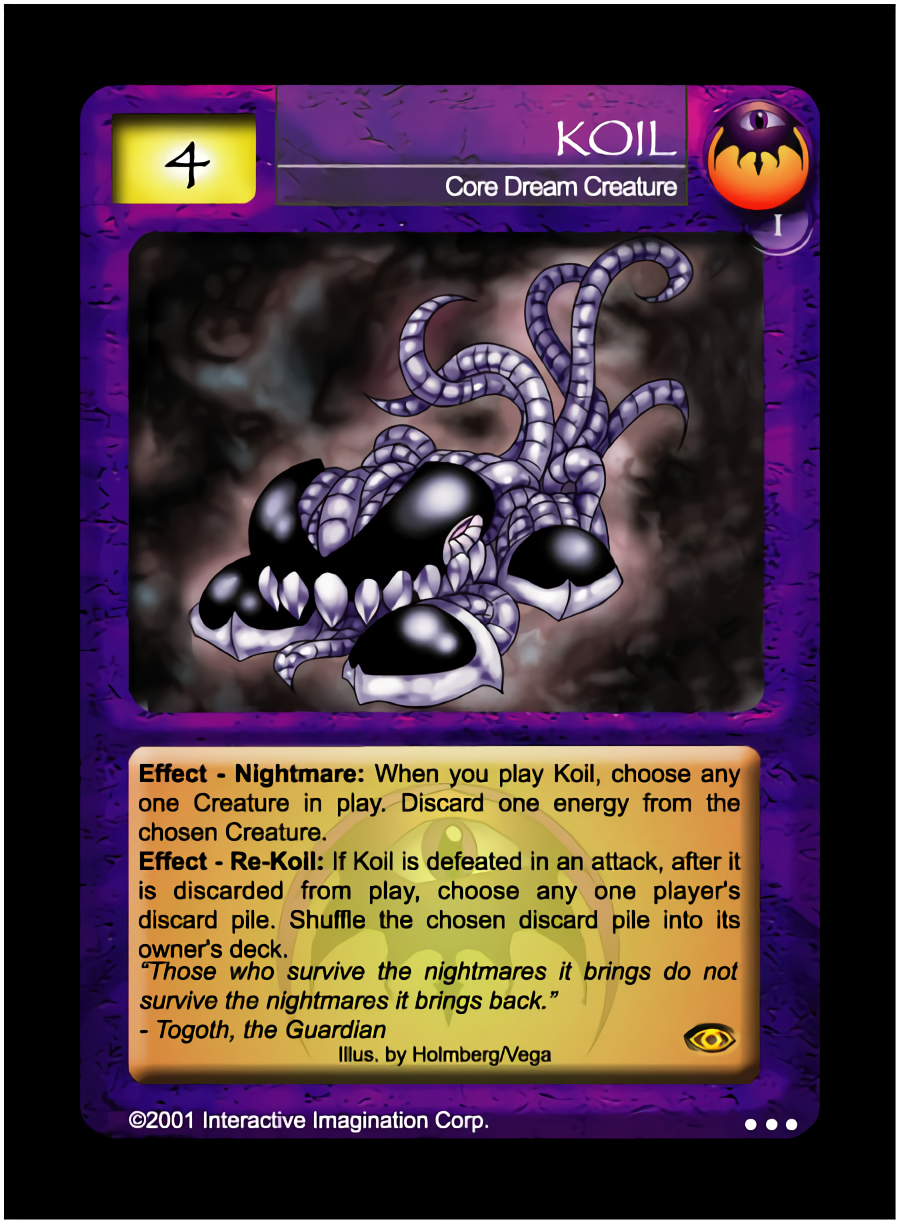 4
KOIL
Core Dream Creature
I
Effect - Nightmare: When you play Koil, choose any
one Creature in play. Discard one energy from the
chosen Creature.
Effect - Re-Koil: If Koil is defeated in an attack, after it
is discarded from play, choose any one player's
discard pile. Shuffle the chosen discard pile into its
owner's deck.
“Those who survive the nightmares it brings do not
survive the nightmares it brings back.”
- Togoth, the Guardian
Illus. by Holmberg/Vega
©2001 Interactive Imagination Corp.